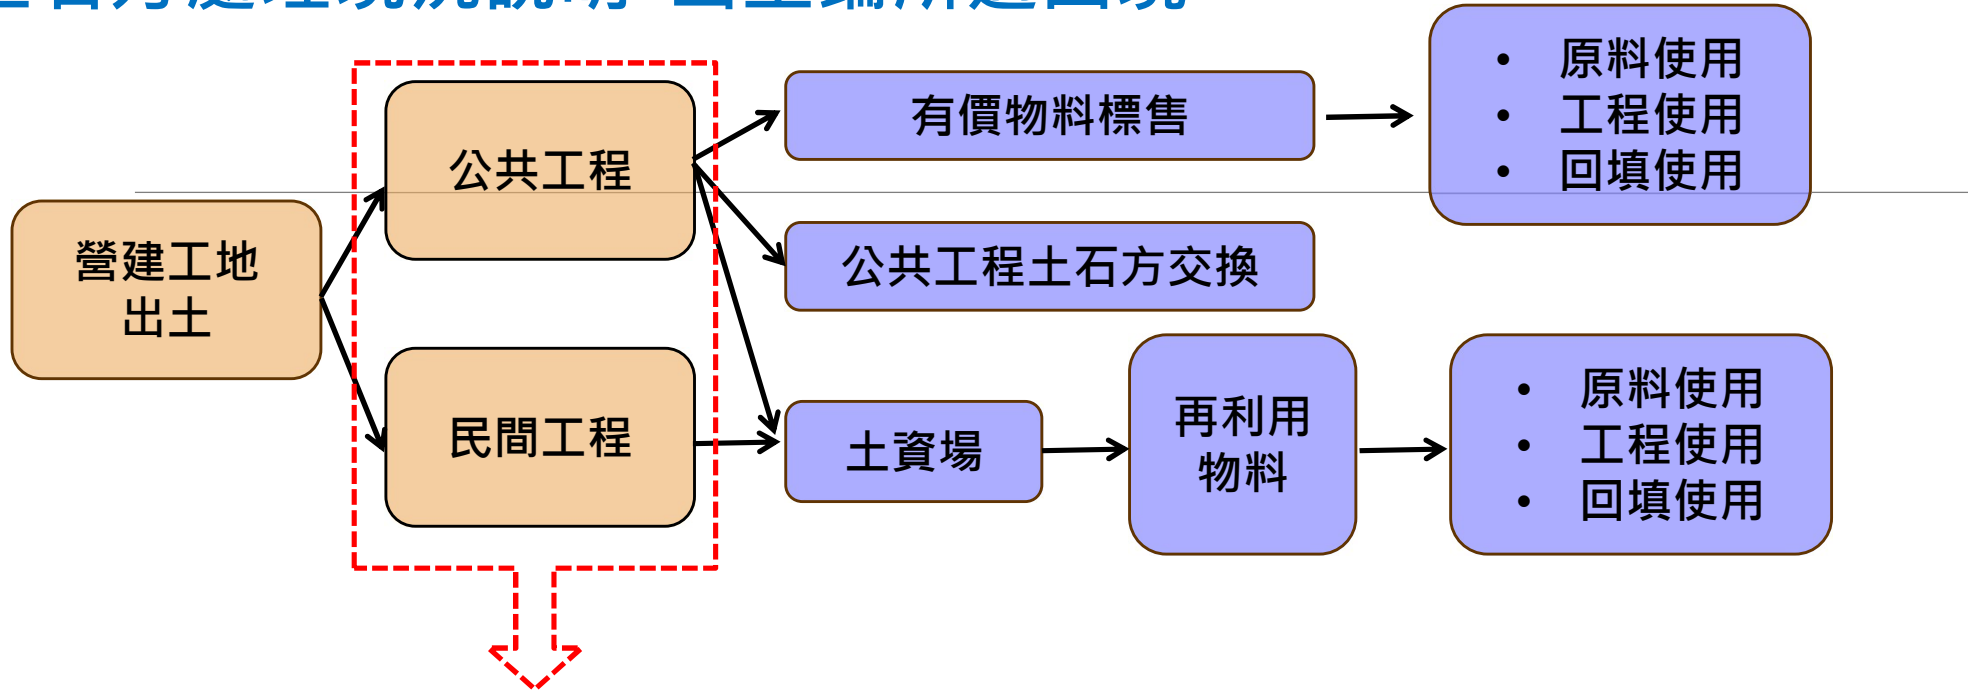 營建工地
出土
公共工程
民間工程
有價物料標售
公共工程土石方交換
土資場
再利用
物料
• 原料使用
• 工程使用
• 回填使用
• 原料使用
• 工程使用
• 回填使用